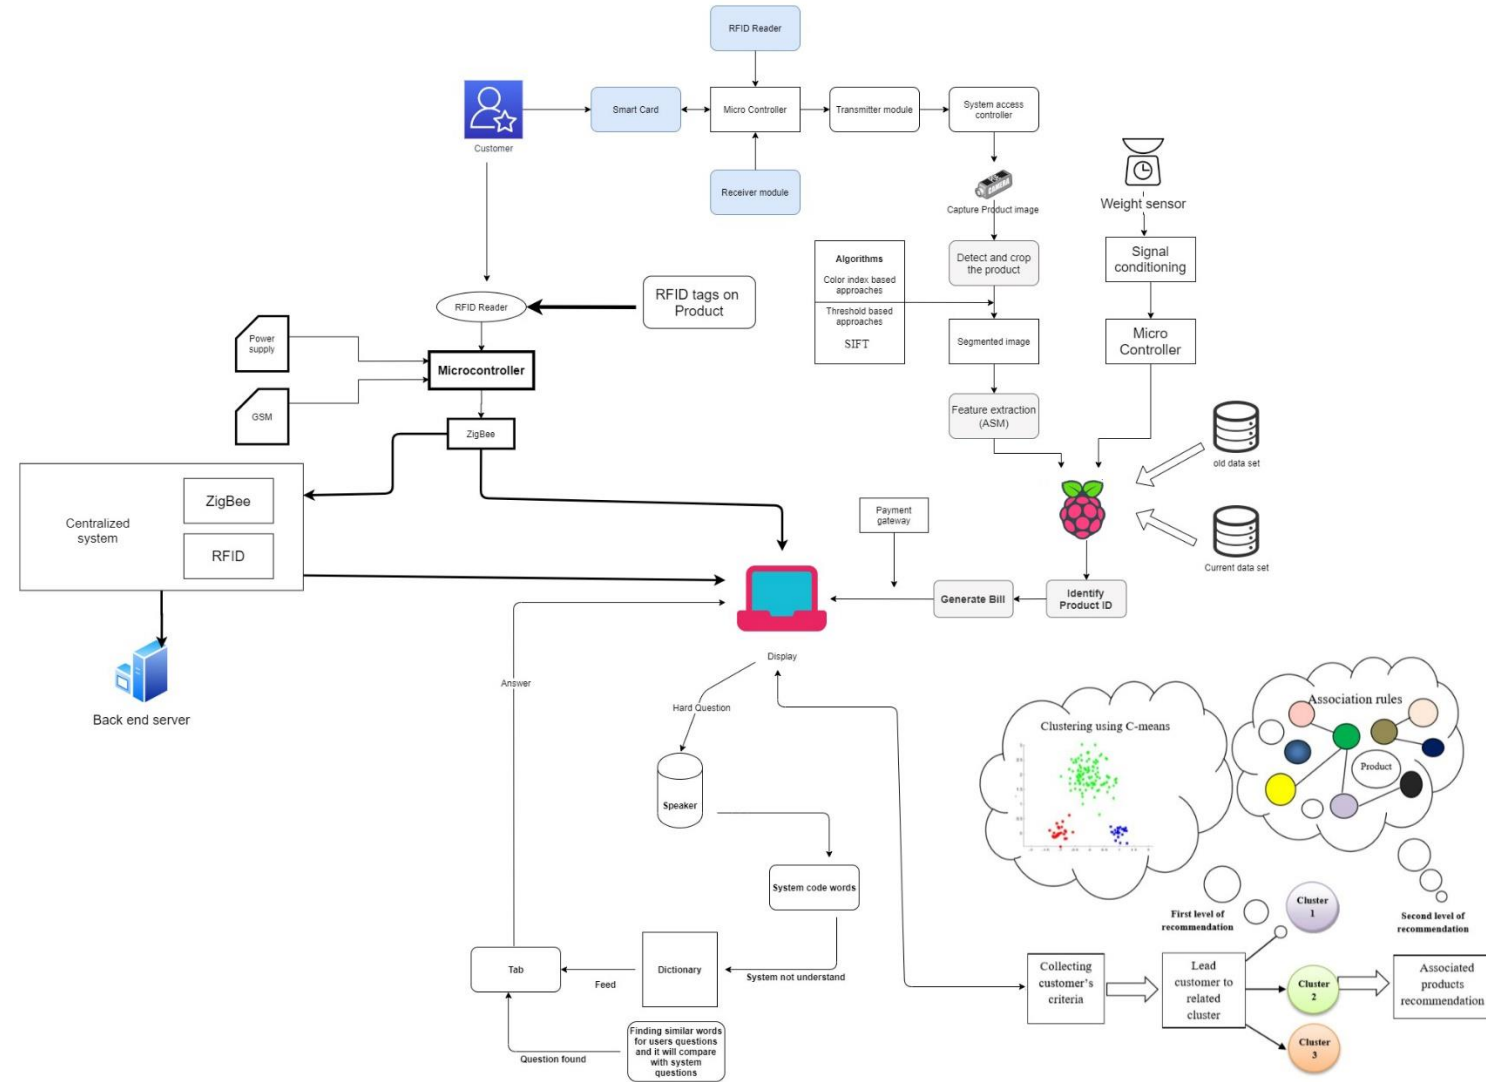 RFID Reader
Smart Card
Micro Controller
Transmitter module
System access
controller
Customer
Receiver module
CAMERA
Capture Product image
Weight sensor
Algorithms
Color index based
approaches
Threshold based
approaches
SIFT
Detect and crop
the product
Signal
conditioning
RFID Reader
RFID tags on
Product
Power
supply
Microcontroller
GSM
ZigBee
Segmented image
Micro
Controller
Feature extraction
(ASM)
old data set
Current data set
Centralized
system
ZigBee
RFID
Payment
gateway
Generate Bill
Identify
Product ID
Back end server
Display
Answer
Hard Question
Speaker
System code words
System not understand
Dictionary
Feed
Tab
Question found
Finding similar words
for users questions
and it will compare
with system
questions
Clustering using C-means
Association rules
Product
First level of
recommendation
Second level of
recommendation
Cluster
1
Cluster
2
Cluster
3
Collecting
customer's
criteria
Lead
customer to
related
cluster
Associated
products
recommendation